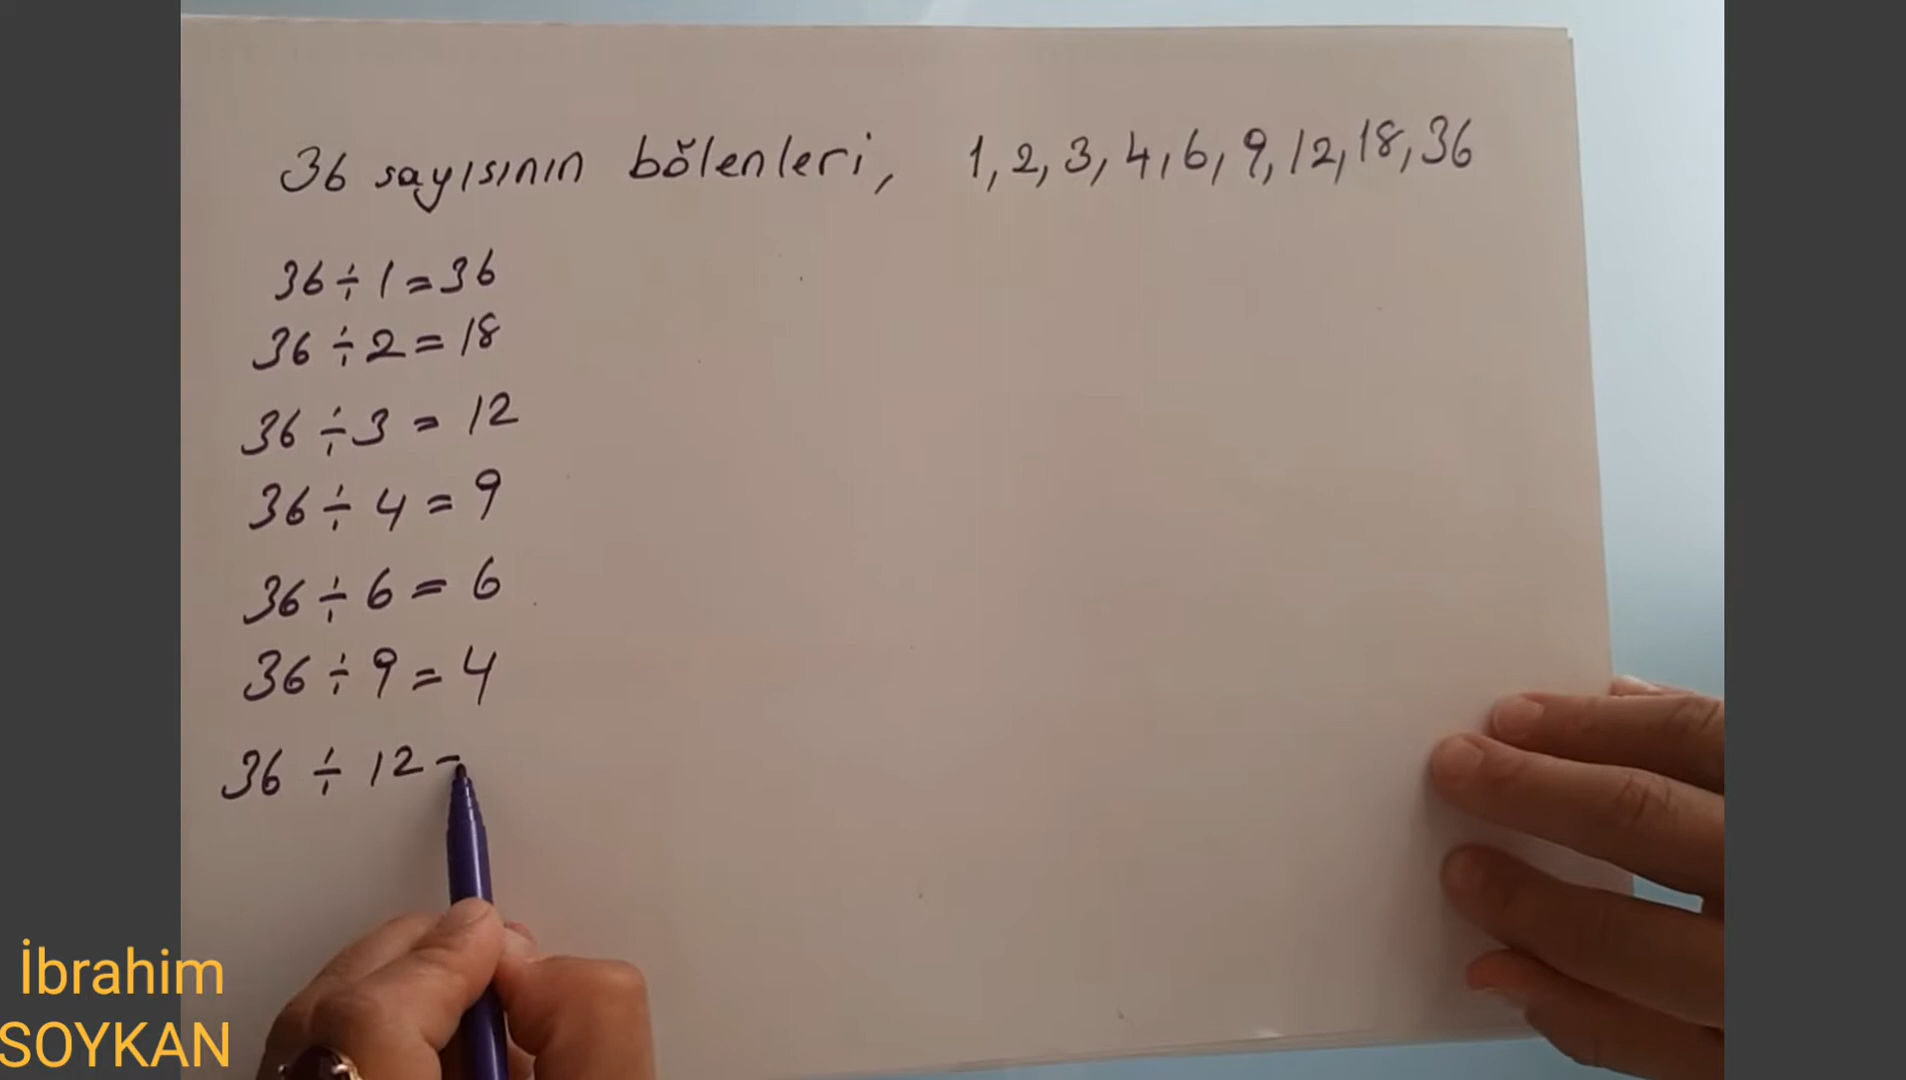 36 sayısının bölenleri, 1, 2, 3, 4, 6, 9, 12, 18, 36
36 ÷ 1 = 36
36 ÷ 2 = 18
36 ÷ 3 = 12
36 ÷ 4 = 9
36 ÷ 6 = 6
36 ÷ 9 = 4
36 ÷ 12 =
İbrahim
SOYKAN